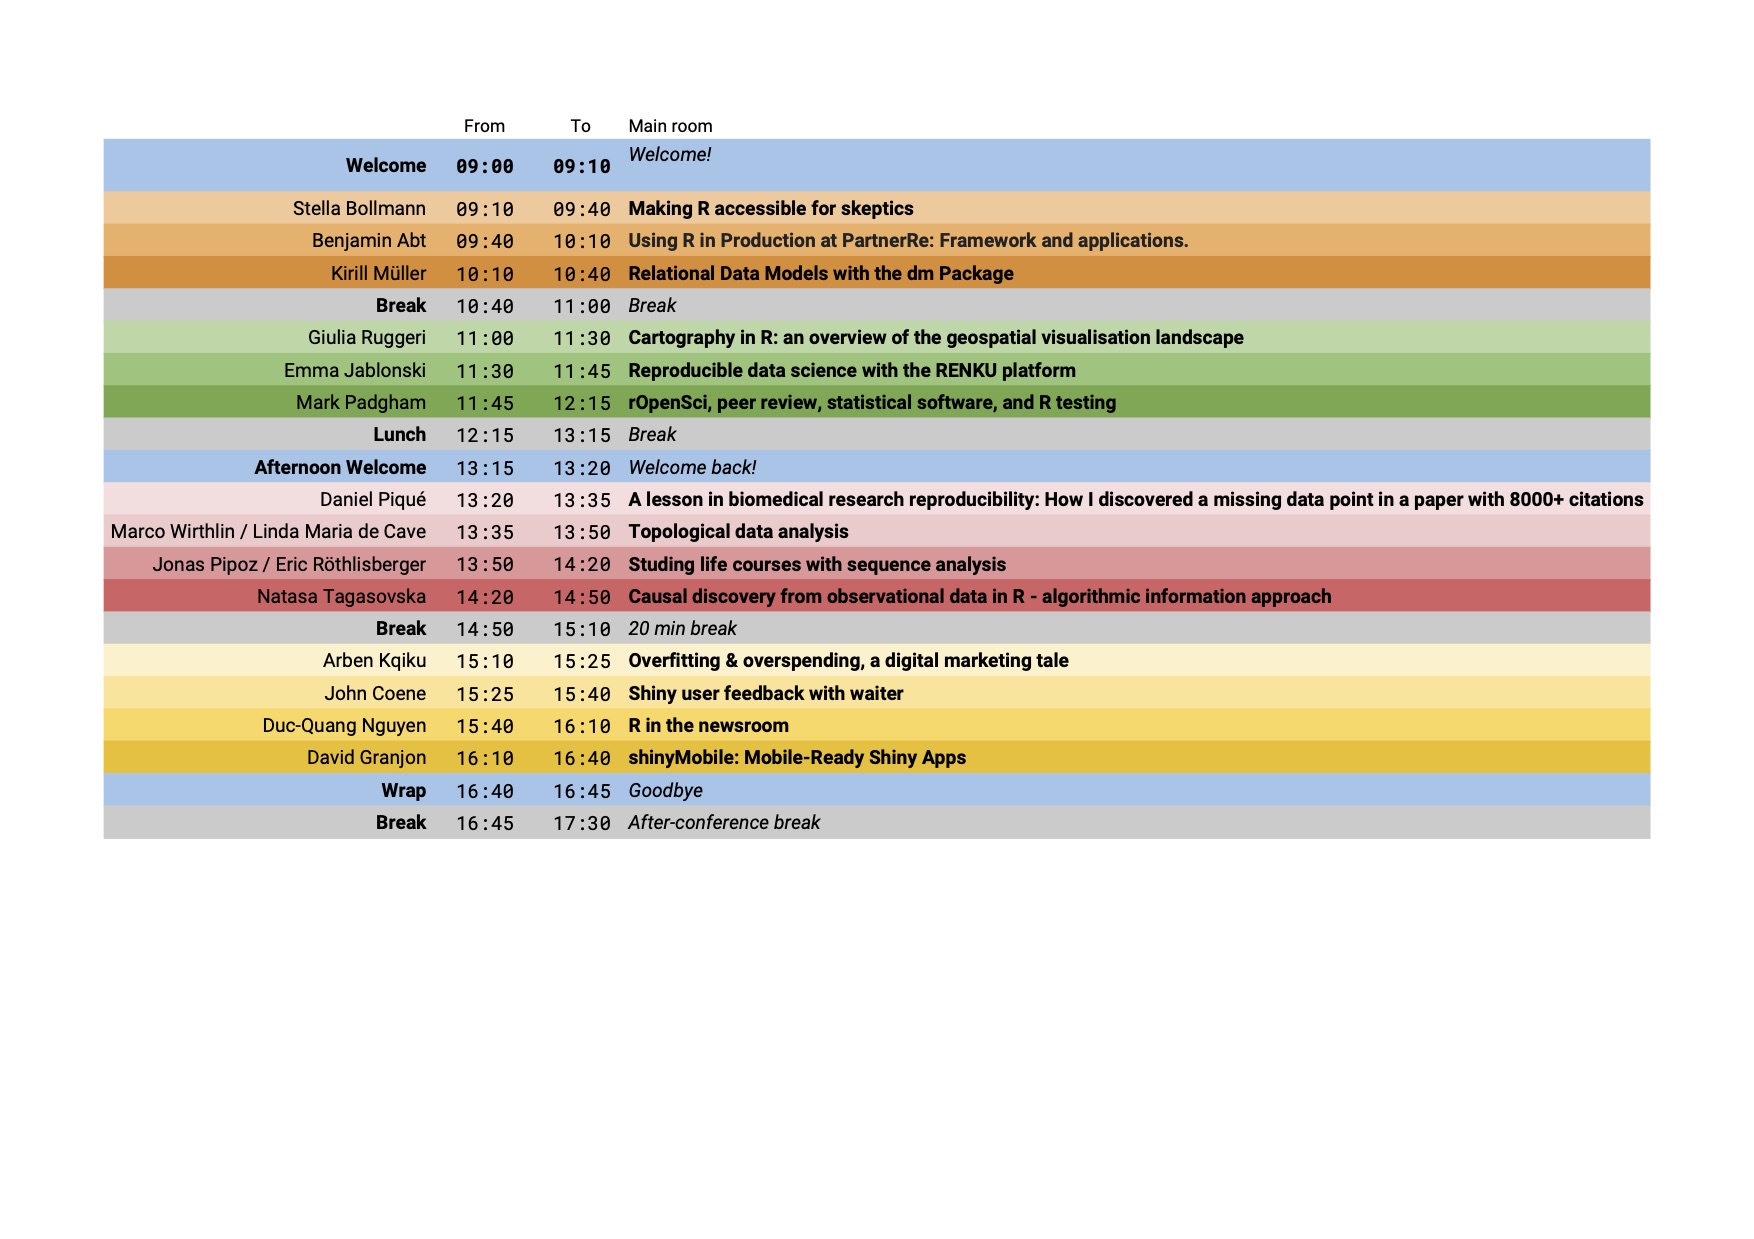 From To Main room
Welcome 09:00 09:10 Welcome!
Stella Bollmann 09:10 09:40 Making R accessible for skeptics
Benjamin Abt 09:40 10:10 Using R in Production at PartnerRe: Framework and applications.
Kirill Müller 10:10 10:40 Relational Data Models with the dm Package
Break 10:40 11:00 Break
Giulia Ruggeri 11:00 11:30 Cartography in R: an overview of the geospatial visualisation landscape
Emma Jablonski 11:30 11:45 Reproducible data science with the RENKU platform
Mark Padgham 11:45 12:15 rOpenSci, peer review, statistical software, and R testing
Lunch 12:15 13:15 Break
Afternoon Welcome 13:15 13:20 Welcome back!
Daniel Piqué 13:20 13:35 A lesson in biomedical research reproducibility: How I discovered a missing data point in a paper with 8000+ citations
Marco Wirthlin / Linda Maria de Cave 13:35 13:50 Topological data analysis
Jonas Pipoz / Eric Röthlisberger 13:50 14:20 Studing life courses with sequence analysis
Natasa Tagasovska 14:20 14:50 Causal discovery from observational data in R - algorithmic information approach
Break 14:50 15:10 20 min break
Arben Kqiku 15:10 15:25 Overfitting & overspending, a digital marketing tale
John Coene 15:25 15:40 Shiny user feedback with waiter
Duc-Quang Nguyen 15:40 16:10 R in the newsroom
David Granjon 16:10 16:40 shinyMobile: Mobile-Ready Shiny Apps
Wrap 16:40 16:45 Goodbye
Break 16:45 17:30 After-conference break